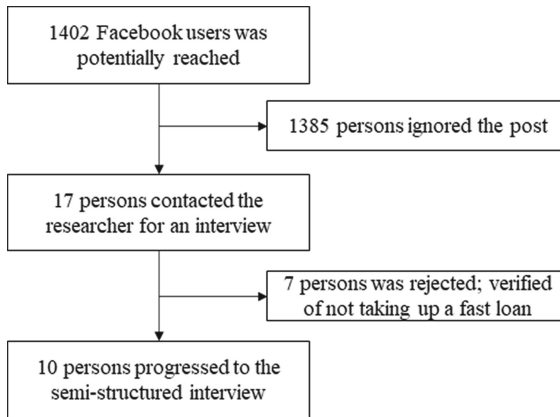 1402 Facebook users was
potentially reached
1385 persons ignored the post
17 persons contacted the
researcher for an interview
7 persons was rejected; verified
of not taking up a fast loan
10 persons progressed to the
semi-structured interview